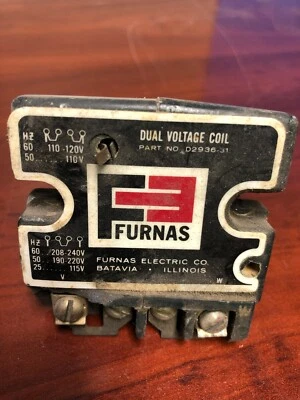 DUAL VOLTAGE COIL
PART NO. D2936-31
HZ
60 110-120V
50 ..... 110V
FURNAS
HZ
60 208-240V
50 190-220V
25 ..... 115V
V
FURNAS ELECTRIC CO.
BATAVIA • ILLINOIS
W